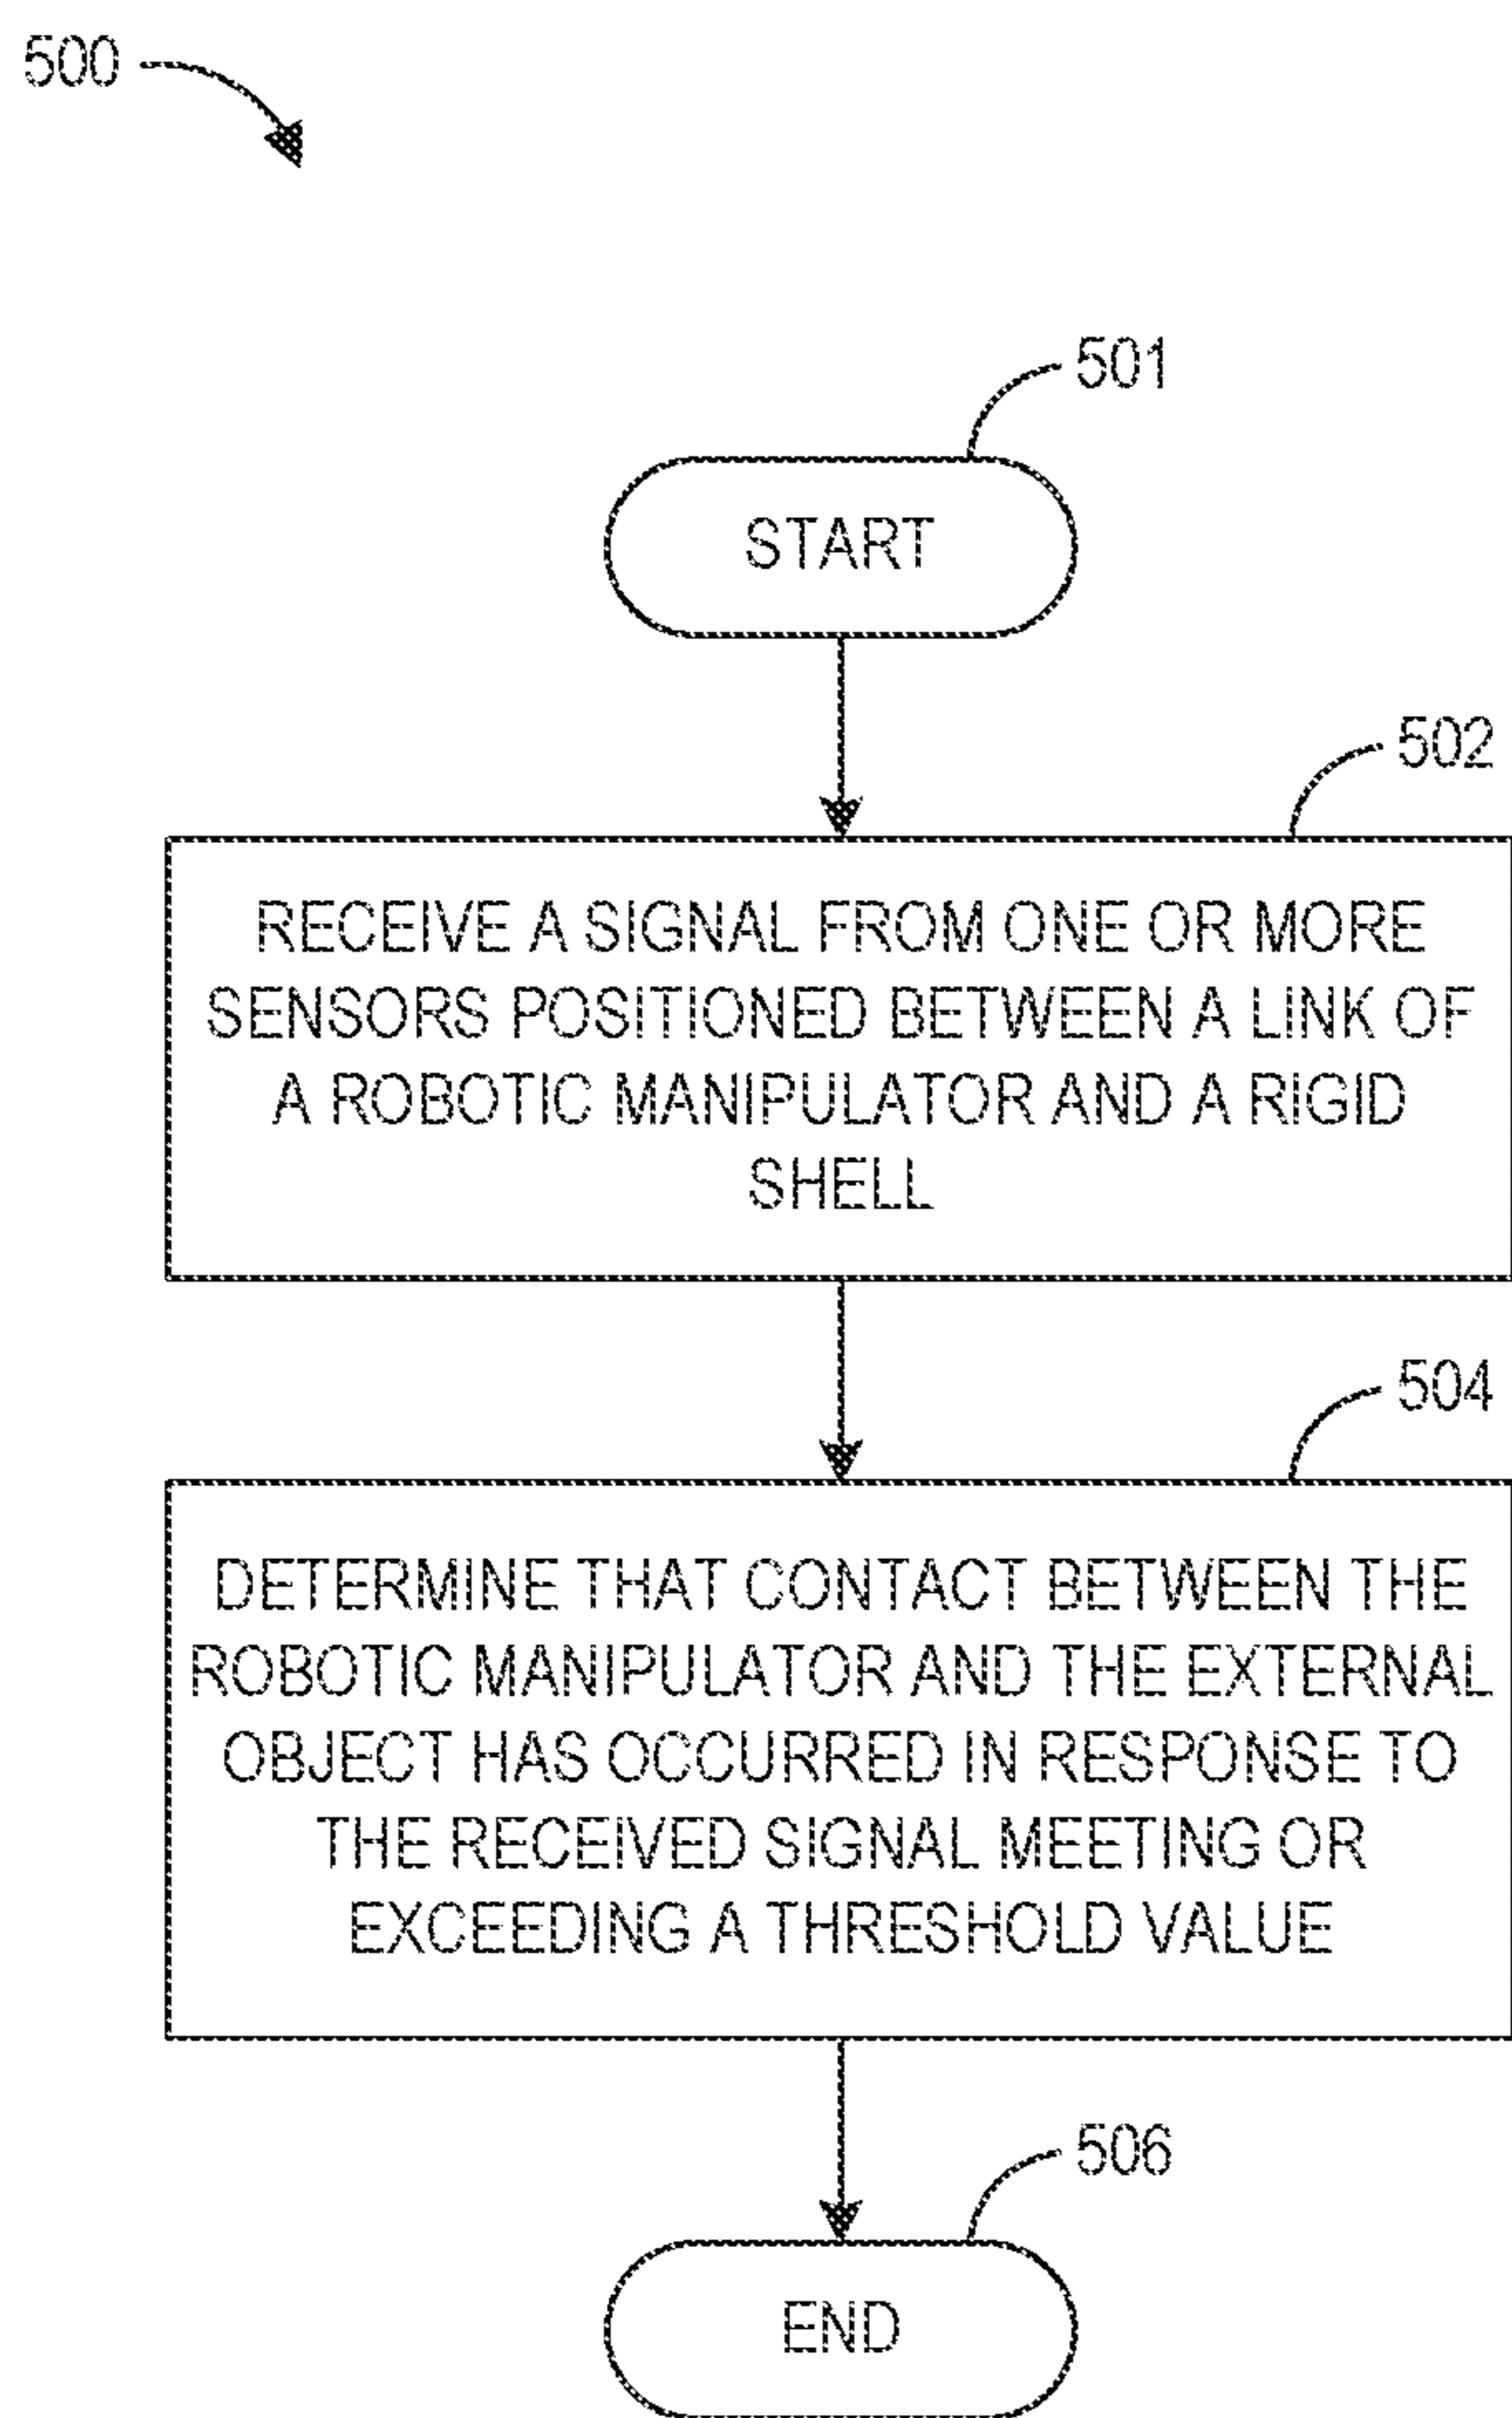 500
501
START
502
RECEIVE A SIGNAL FROM ONE OR MORE
SENSORS POSITIONED BETWEEN A LINK OF
A ROBOTIC MANIPULATOR AND A RIGID
SHELL
504
DETERMINE THAT CONTACT BETWEEN THE
ROBOTIC MANIPULATOR AND THE EXTERNAL
OBJECT HAS OCCURRED IN RESPONSE TO
THE RECEIVED SIGNAL MEETING OR
EXCEEDING A THRESHOLD VALUE
506
END